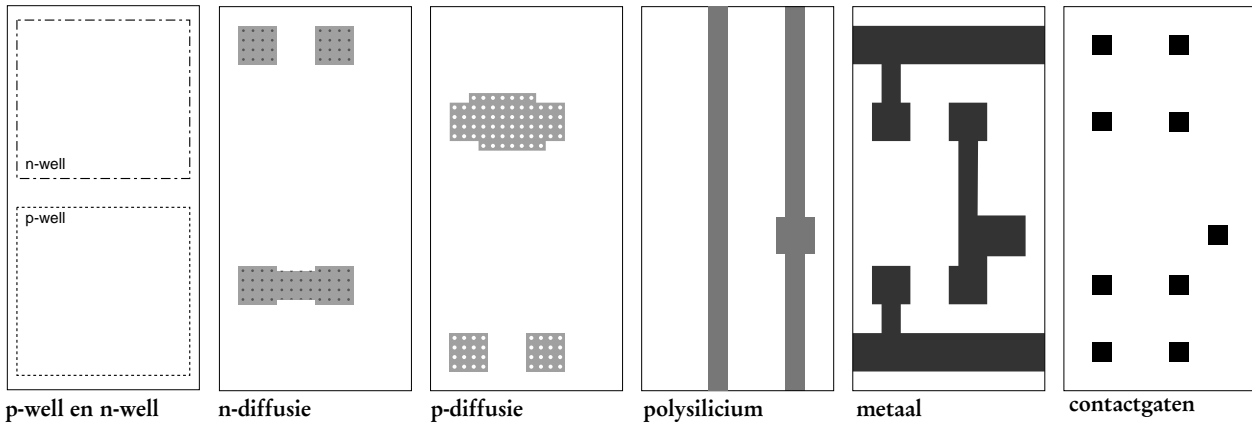 n-well
p-well
p-well en n-well
n-diffusie
p-diffusie
polysilicium
metaal
contactgaten